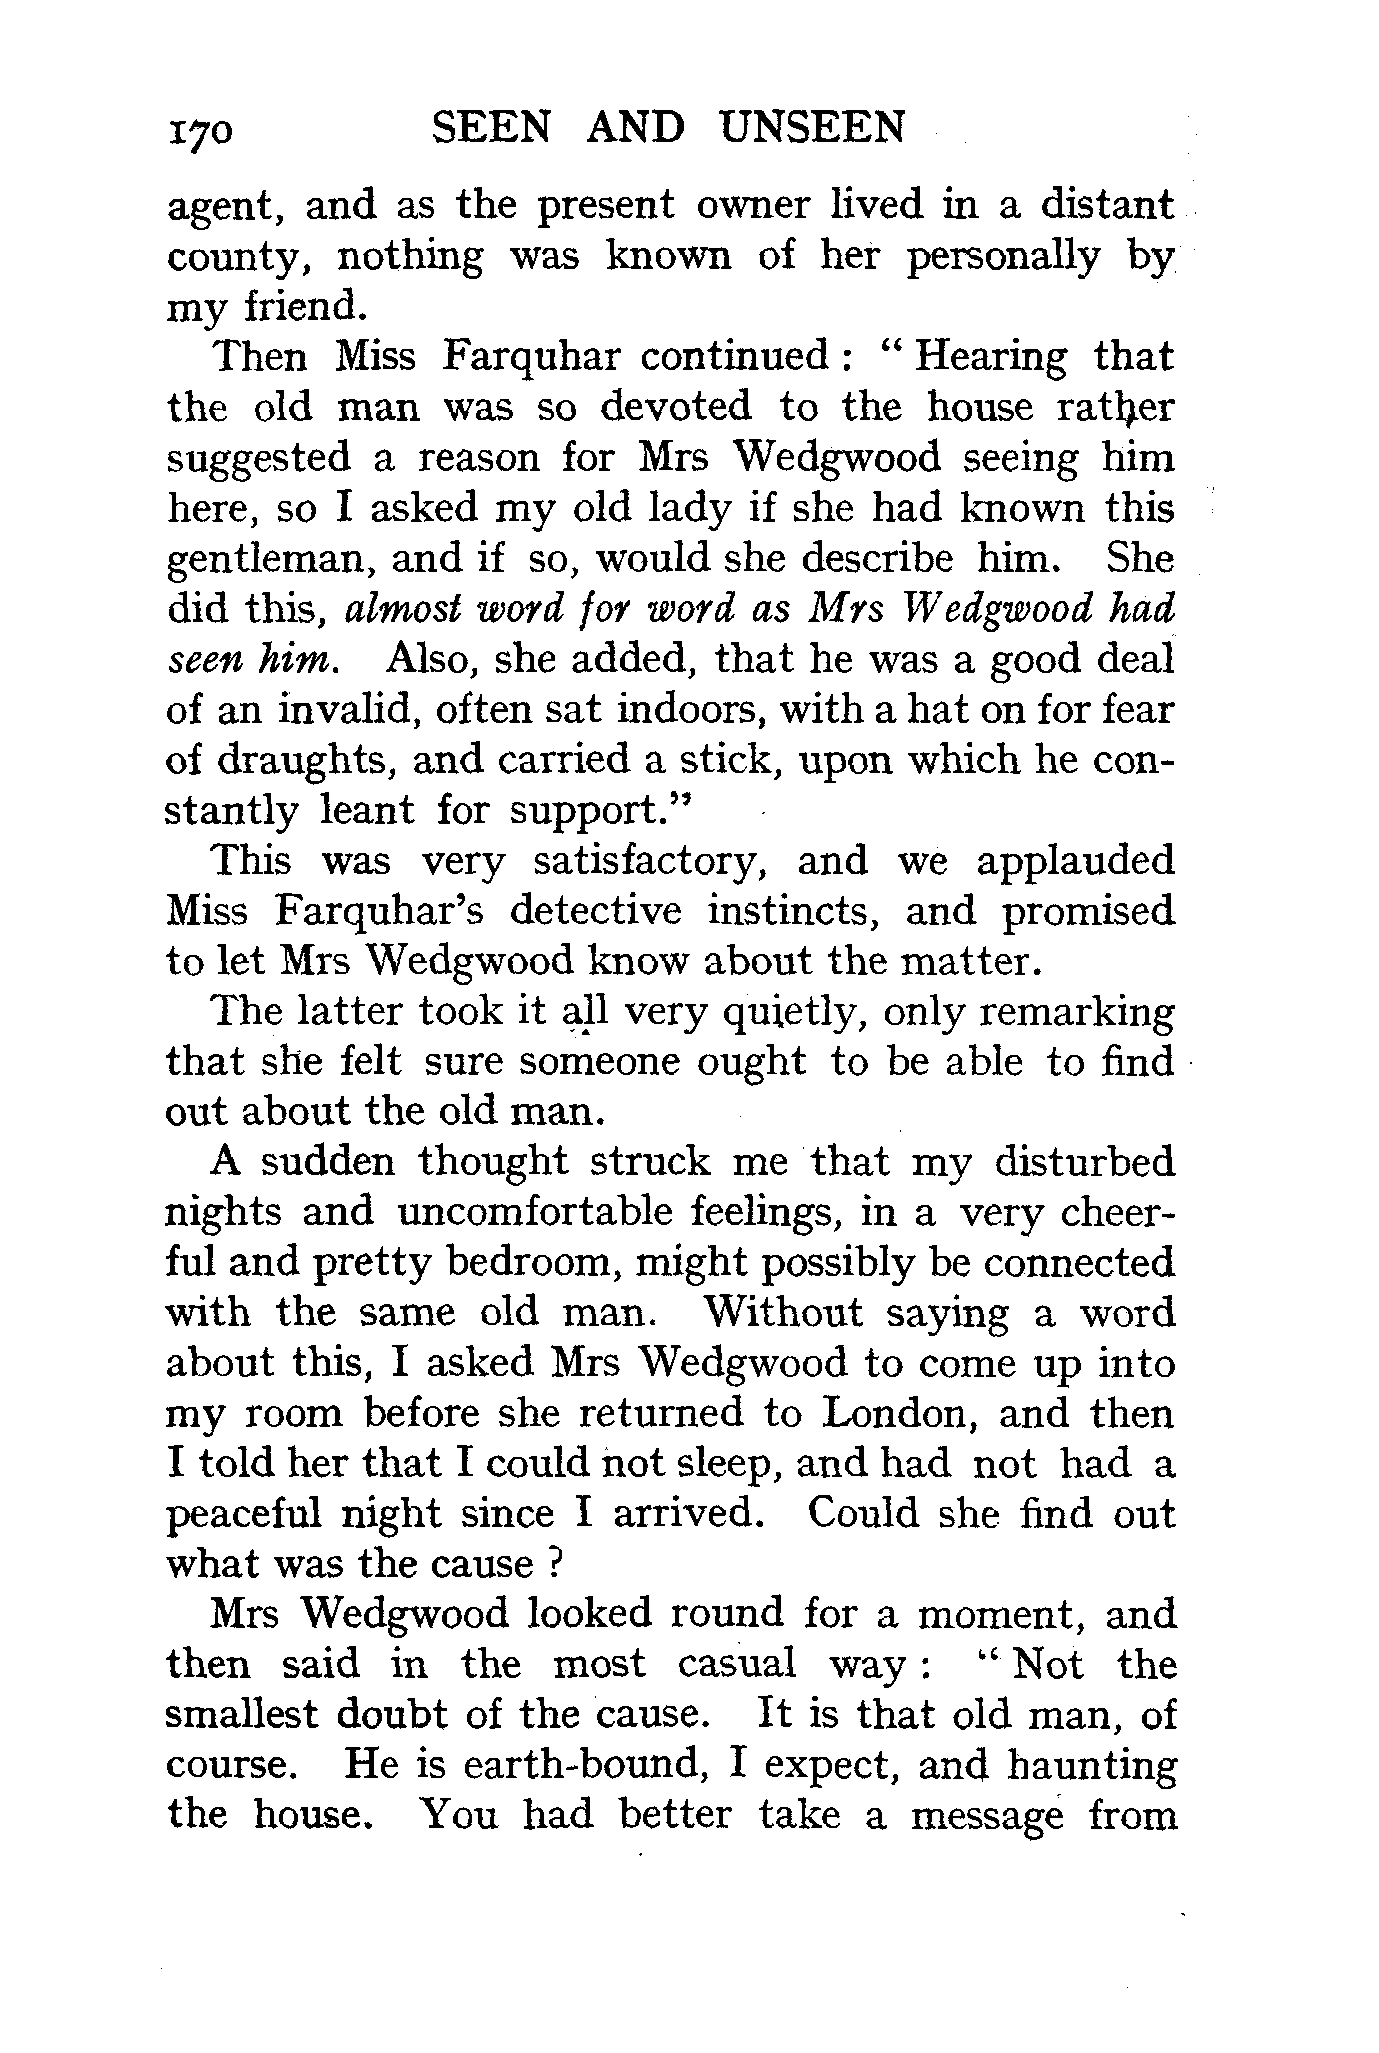 170 SEEN AND UNSEEN
agent, and as the present owner lived in a distant
county, nothing was known of her personally by
my friend.
Then Miss Farquhar continued : “ Hearing that
the old man was so devoted to the house rather
suggested a reason for Mrs Wedgwood seeing him
here, so I asked my old lady if she had known this
gentleman, and if so, would she describe him. She
did this, almost word for word as Mrs Wedgwood had
seen him. Also, she added, that he was a good deal
of an invalid, often sat indoors, with a hat on for fear
of draughts, and carried a stick, upon which he con-
stantly leant for support.”
This was very satisfactory, and we applauded
Miss Farquhar’s detective instincts, and promised
to let Mrs Wedgwood know about the matter.
The latter took it all very quietly, only remarking
that she felt sure someone ought to be able to find
out about the old man.
A sudden thought struck me that my disturbed
nights and uncomfortable feelings, in a very cheer-
ful and pretty bedroom, might possibly be connected
with the same old man. Without saying a word
about this, I asked Mrs Wedgwood to come up into
my room before she returned to London, and then
I told her that I could not sleep, and had not had a
peaceful night since I arrived. Could she find out
what was the cause ?
Mrs Wedgwood looked round for a moment, and
then said in the most casual way : “ Not the
smallest doubt of the cause. It is that old man, of
course. He is earth-bound, I expect, and haunting
the house. You had better take a message from